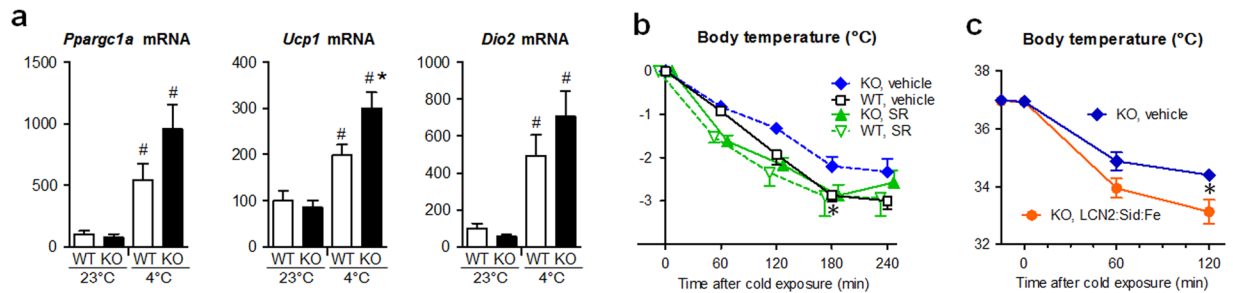 a
Ppargc1a mRNA
1500
1000
500
0
#
#
WT KO WT KO
23°C 4°C
Ucp1 mRNA
400
300
200
100
0
#
#*
WT KO WT KO
23°C 4°C
Dio2 mRNA
1000
800
600
400
200
0
#
#
WT KO WT KO
23°C 4°C
b
Body temperature (°C)
0
-1
-2
-3
KO, vehicle
WT, vehicle
KO, SR
WT, SR
*
0 60 120 180 240
Time after cold exposure (min)
c
Body temperature (°C)
38
36
34
32
KO, vehicle
*
KO, LCN2:Sid:Fe
0 60 120
Time after cold exposure (min)